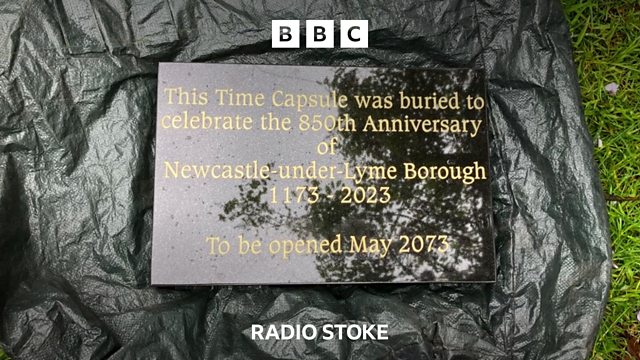 BBC
This Time Capsule was buried to
celebrate the 850th Anniversary
of
Newcastle-under-Lyme Borough
1173 - 2023
To be opened May 2073
RADIO STOKE